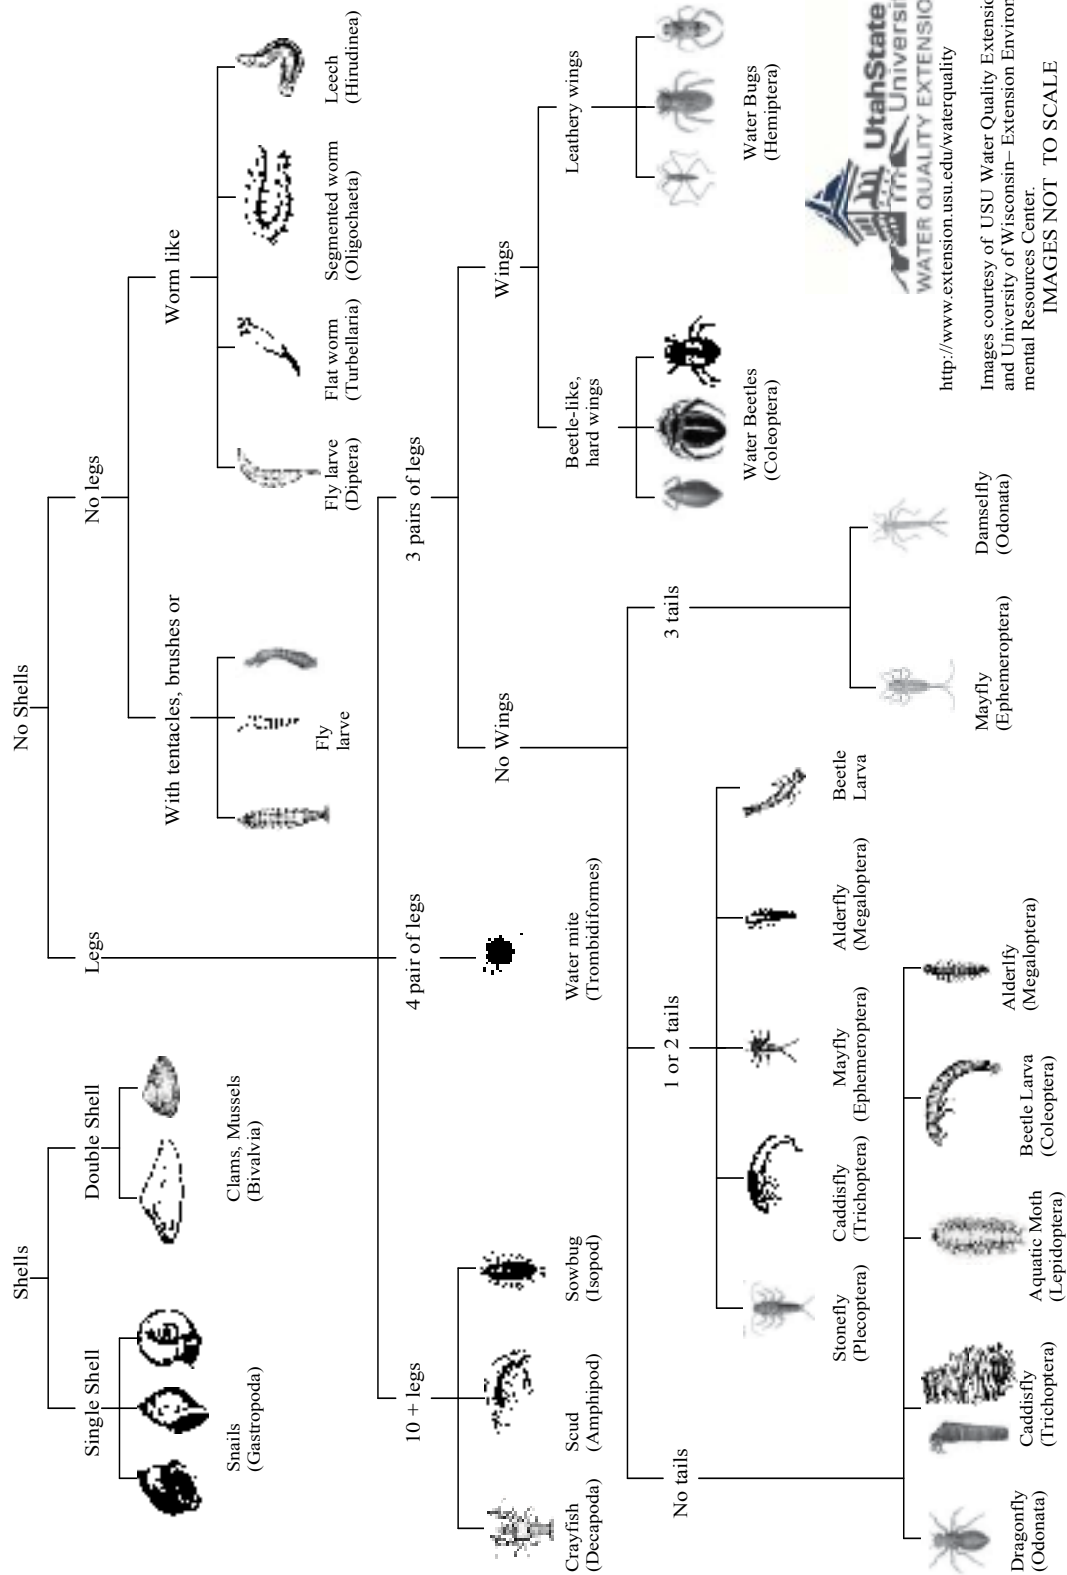 Shells
No Shells
Single Shell
Double Shell
Legs
No legs
Snails
(Gastropoda)
Clams, Mussels
(Bivalvia)
With tentacles, brushes or
Worm like
Fly
larve
Fly larve
(Diptera)
Flat worm
(Turbellaria)
Segmented worm
(Oligochaeta)
Leech
(Hirudinea)
10 + legs
4 pair of legs
3 pairs of legs
Crayfish
(Decapoda)
Scud
(Amphipod)
Sowbug
(Isopod)
Water mite
(Trombidiformes)
No Wings
Wings
Beetle-like,
hard wings
Leathery wings
Water Beetles
(Coleoptera)
Water Bugs
(Hemiptera)
No tails
1 or 2 tails
3 tails
Stonefly
(Plecoptera)
Caddisfly
(Trichoptera)
Mayfly
(Ephemeroptera)
Alderfly
(Megaloptera)
Beetle
Larva
Mayfly
(Ephemeroptera)
Damselfly
(Odonata)
Dragonfly
(Odonata)
Caddisfly
(Trichoptera)
Aquatic Moth
(Lepidoptera)
Beetle Larva
(Coleoptera)
Alderlfy
(Megaloptera)
UtahState
Universi
WATER QUALITY EXTENSIO
http://www.extension.usu.edu/waterquality
Images courtesy of USU Water Quality Extensio
and University of Wisconsin– Extension Environ
mental Resources Center.
IMAGES NOT TO SCALE